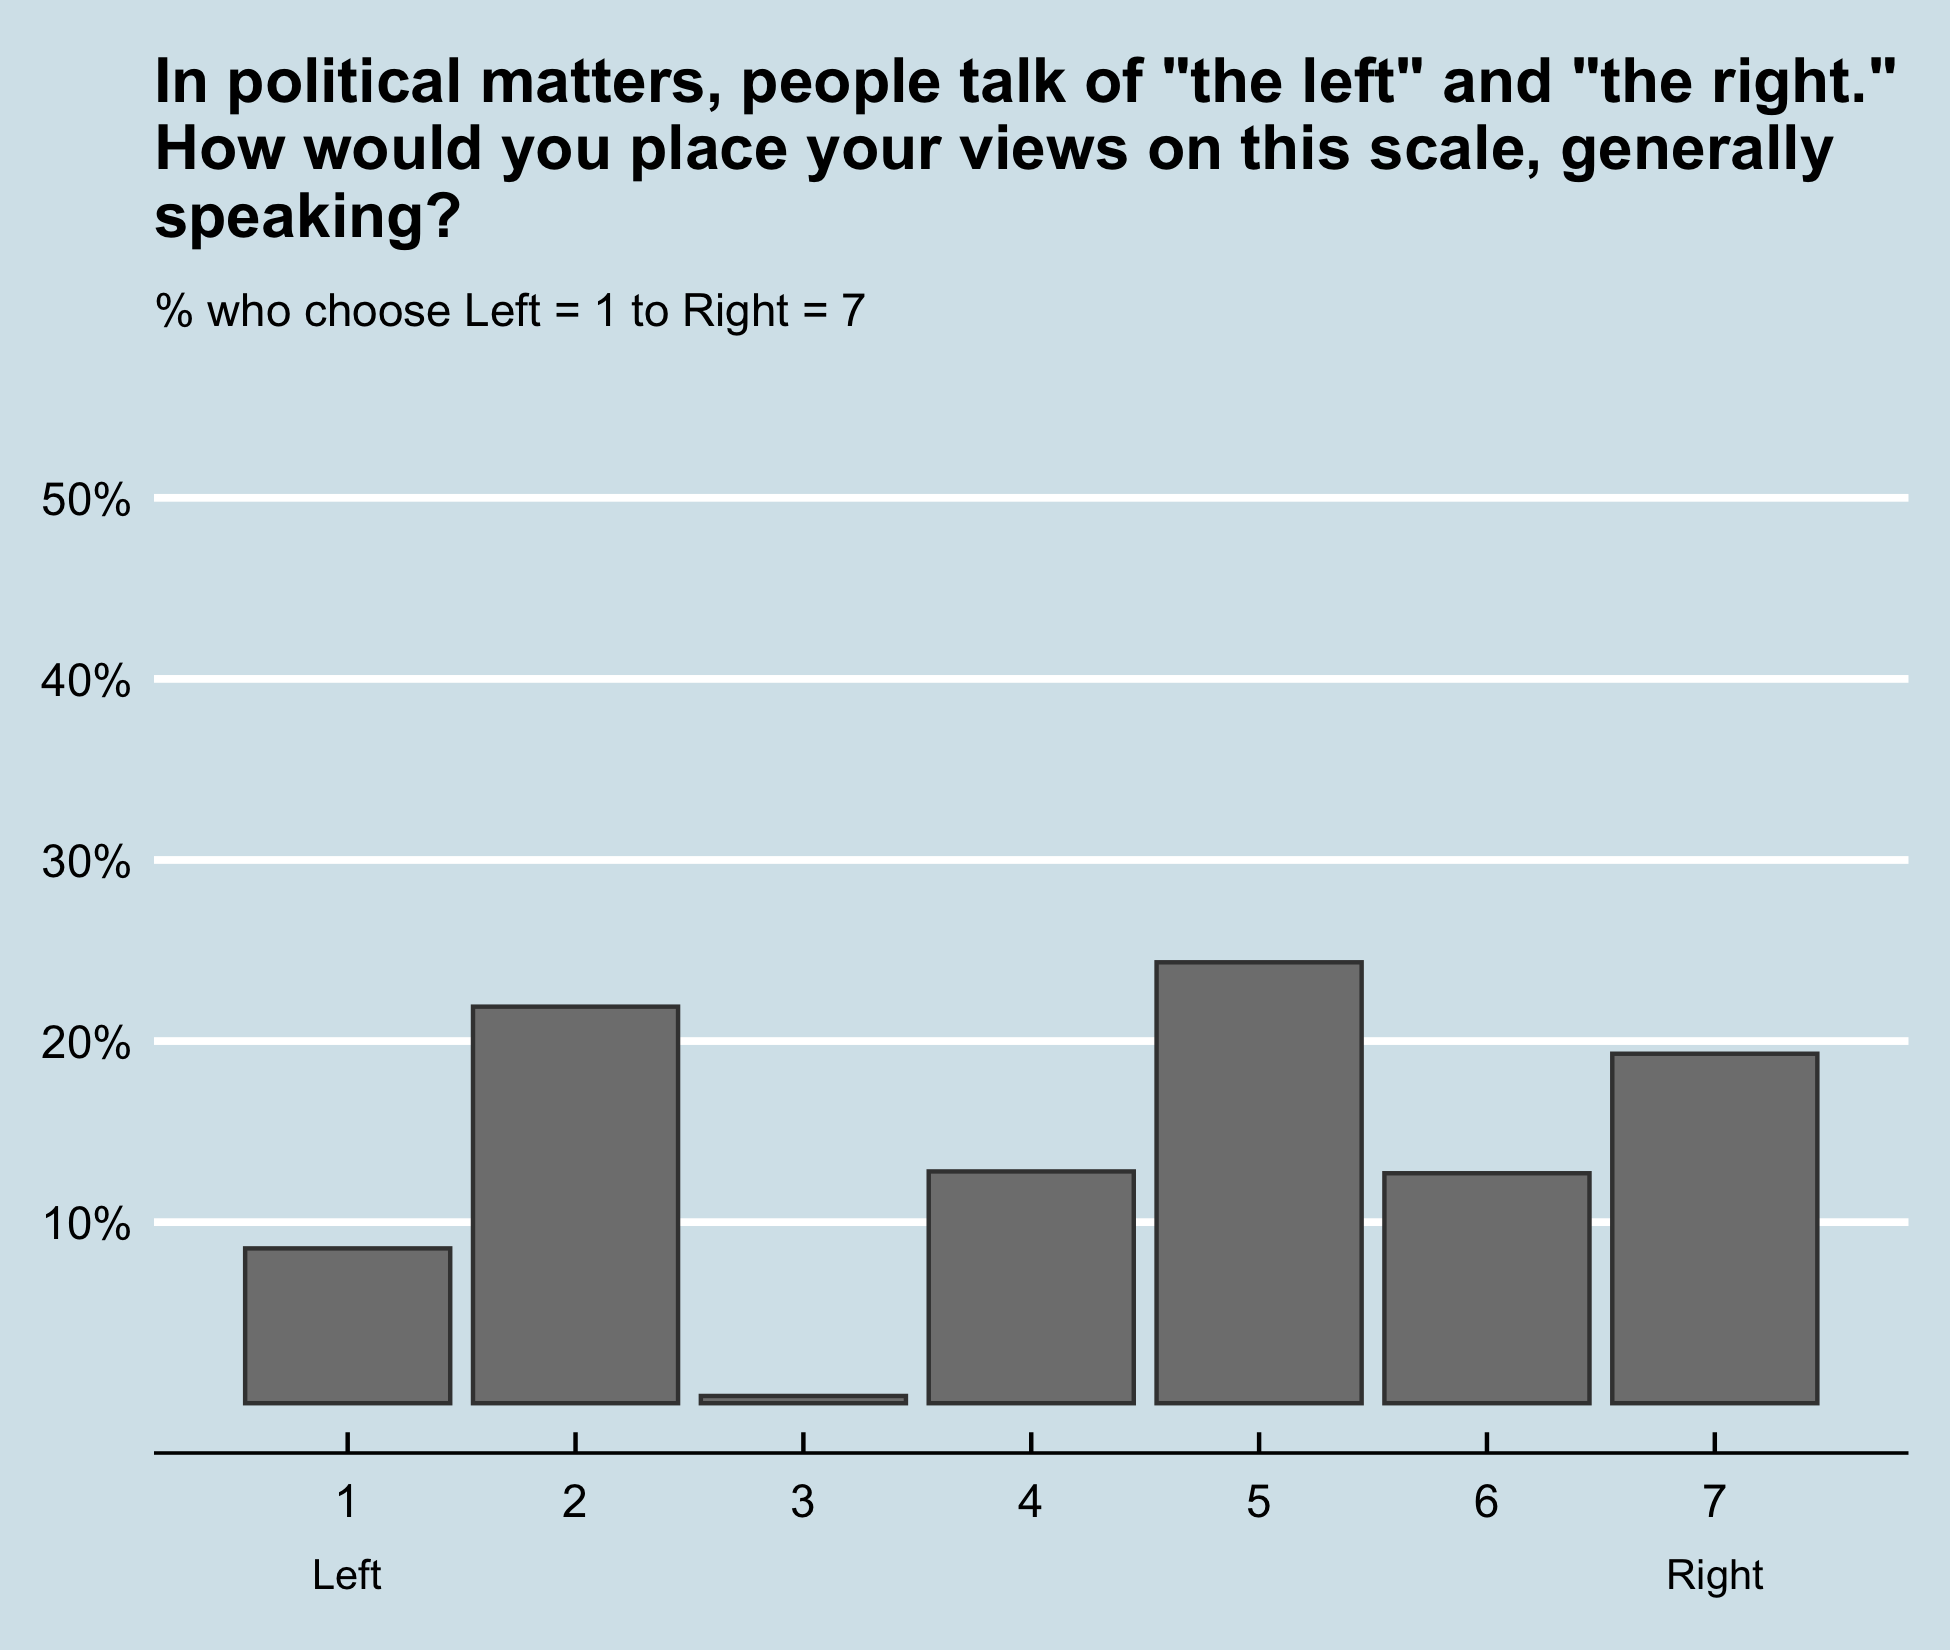 In political matters, people talk of "the left" and "the right."
How would you place your views on this scale, generally
speaking?
% who choose Left = 1 to Right = 7
50%
40%
30%
20%
10%
1 2 3 4 5 6 7
Left Right